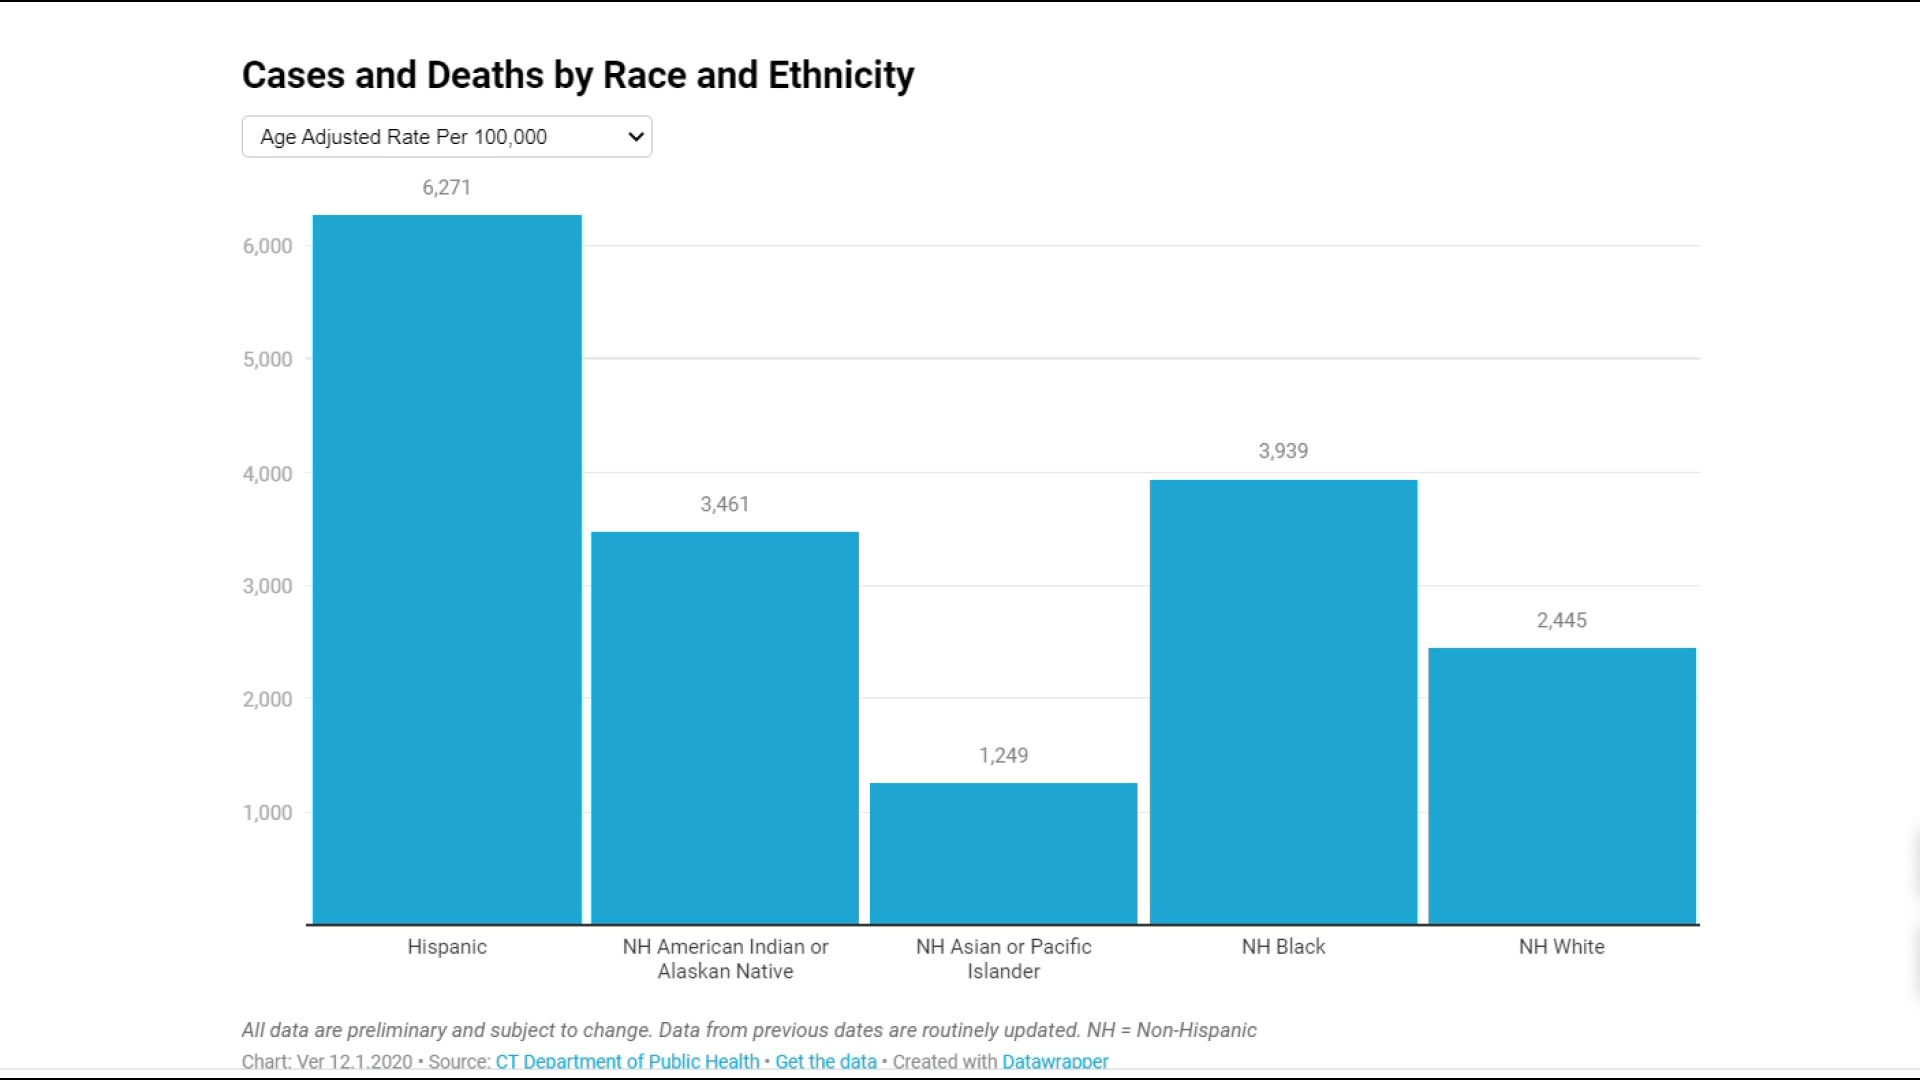 Cases and Deaths by Race and Ethnicity
Age Adjusted Rate Per 100,000
6,271
6,000
5,000
3,939
4,000
3,461
3,000
2,445
2,000
1,249
1,000
Hispanic
NH American Indian or
Alaskan Native
NH Asian or Pacific
Islander
NH Black
NH White
All data are preliminary and subject to change. Data from previous dates are routinely updated. NH = Non-Hispanic
Chart: Ver 12.1.2020 • Source: CT Department of Public Health • Get the data • Created with Datawrapper